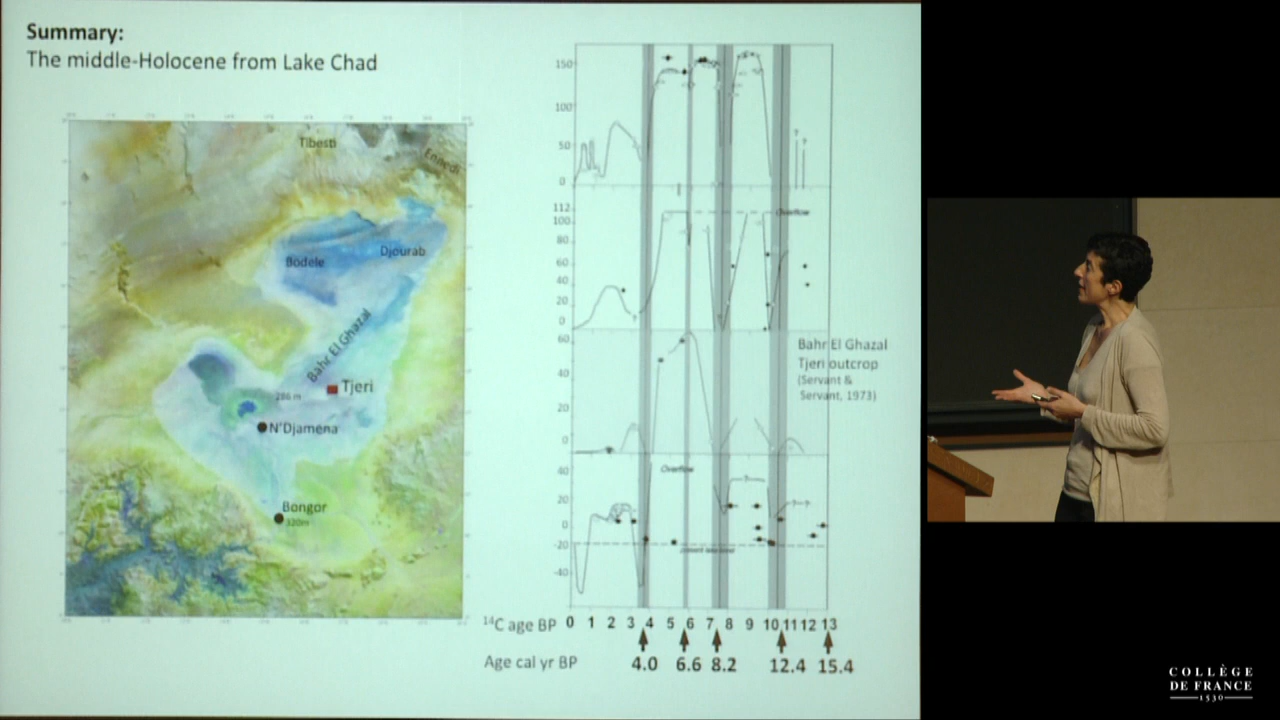 Summary:
The middle-Holocene from Lake Chad
Tibesti
Ennedi
Djourab
Bodele
Bahr El Ghazal
Tjeri
286 m
N'Djamena
Bongor
320m
150
100
50
0
? ?
112
100
80
60
40
20
0
Overflow
60
40
20
0
Bahr El Ghazal
Tjeri outcrop
(Servant &
Servant, 1973)
40
20
0
-20
-40
Overflow
14C age BP 0 1 2 3 4 5 6 7 8 9 10 11 12 13
Age cal yr BP 4.0 6.6 8.2 12.4 15.4
COLLÈGE
DE FRANCE
1530